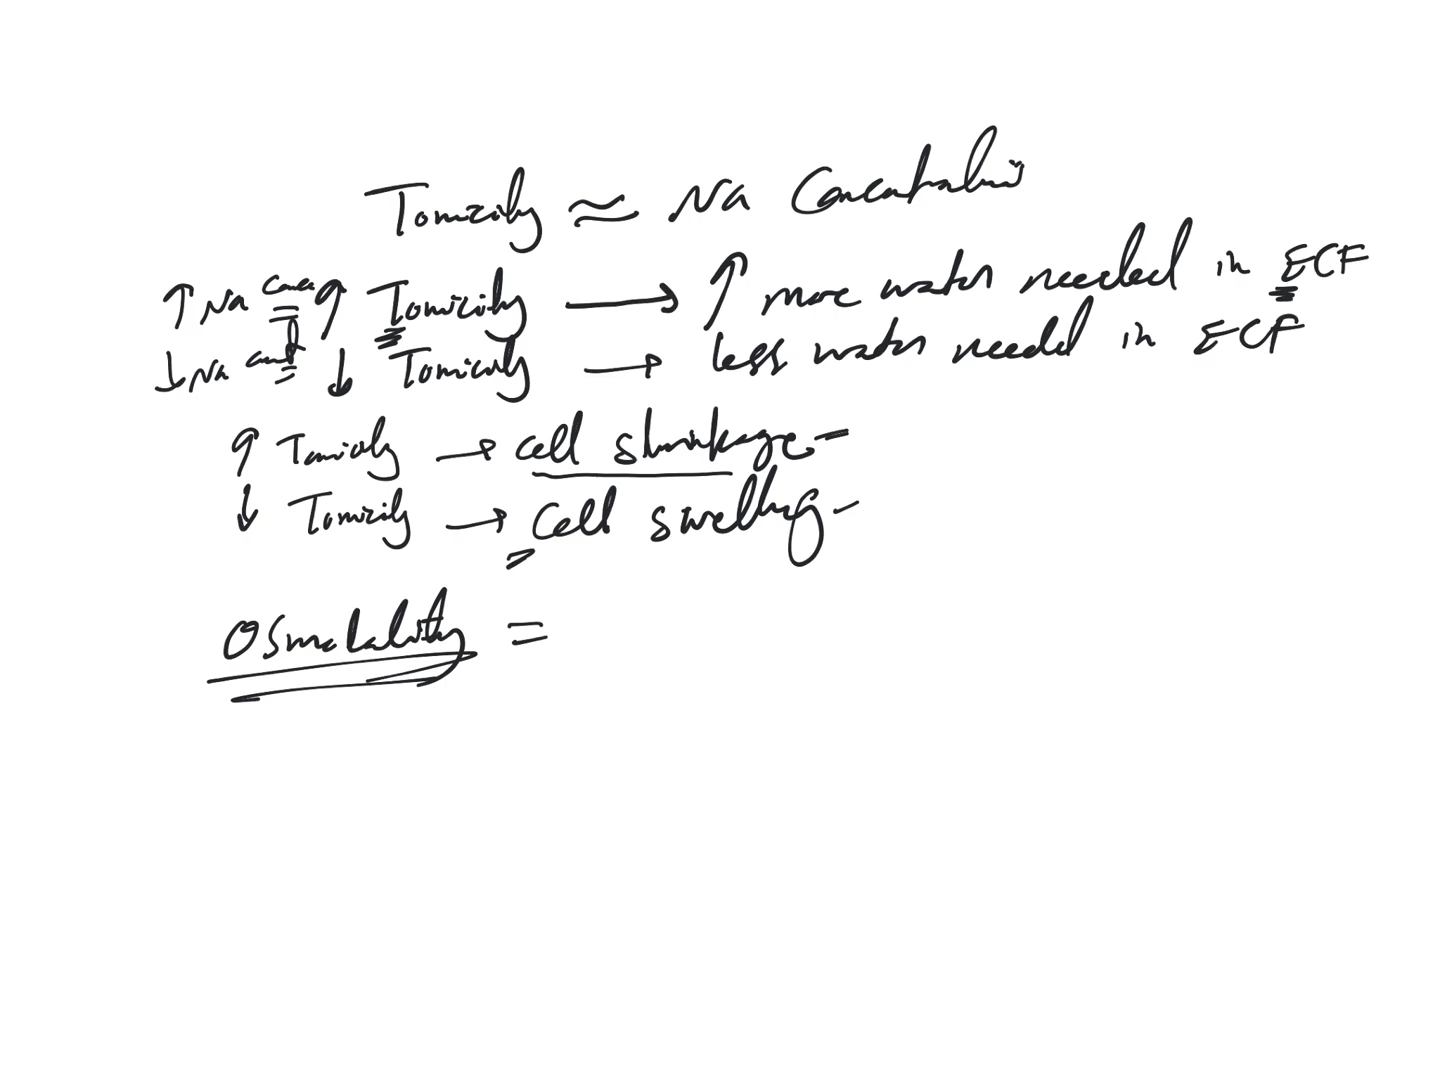 Tonicity ≈ Na Concentration
↑ Na conc = ↑ Tonicity → ↑ more water needed in ECF
↓ Na conc = ↓ Tonicity → less water needed in ECF
↑ Tonicity → cell shrinkage -
↓ Tonicity → cell swelling -
Osmolality =